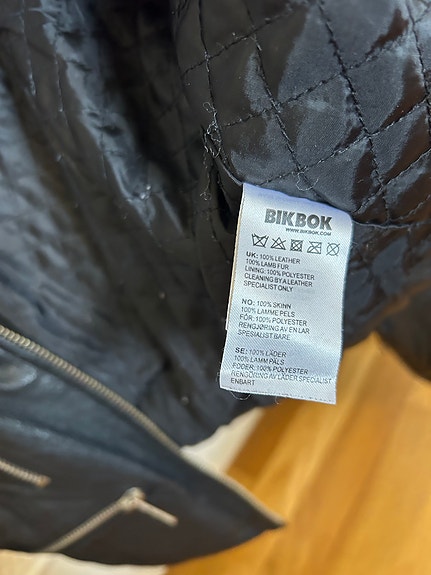 BIKBOK
WWW.BIKBOK.COM
UK: 100% LEATHER
100% LAMB FUR
LINING: 100% POLYESTER
CLEANING BY A LEATHER
SPECIALIST ONLY
NO: 100% SKINN
100% LAMME PELS
FÓR: 100% POLYESTER
RENGJØRING AV EN LÆR
SPESIALIST BARE
SE: 100% LÄDER
100% LAMM PÄLS
FODER: 100% POLYESTER
RENGÖRING AV LÄDER SPECIALIST
ENBART